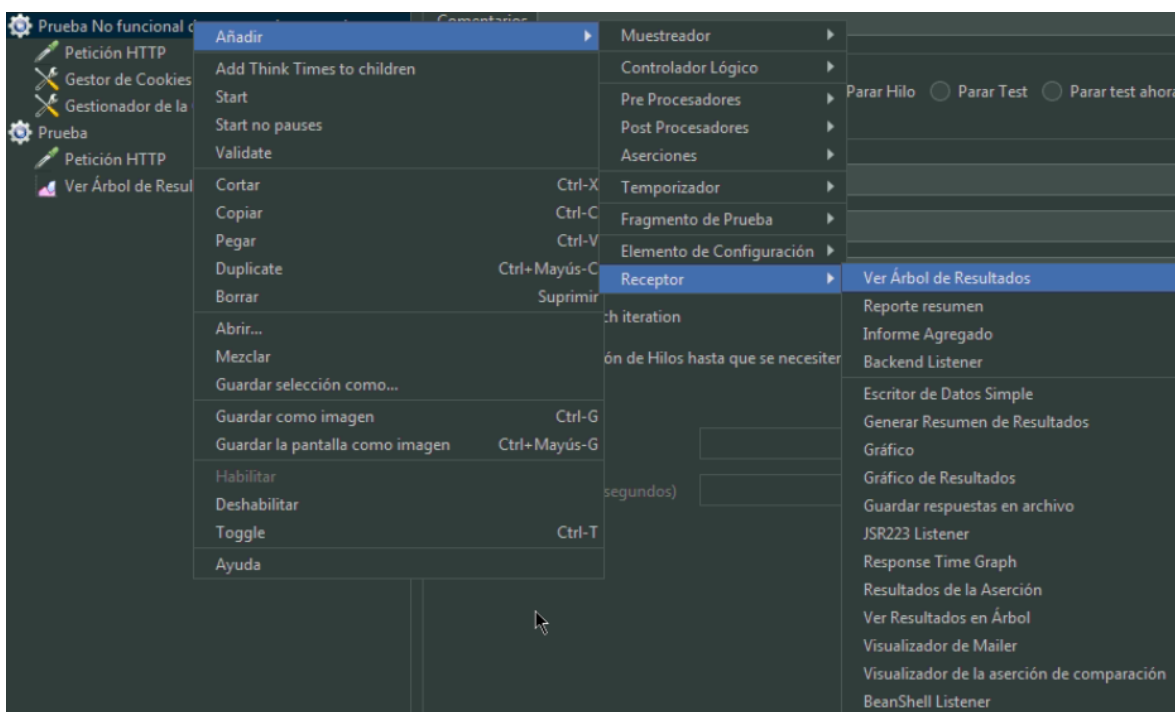 Comentarios
Prueba No funcional
Petición HTTP
Gestor de Cookies
Gestionador de la
Prueba
Petición HTTP
Ver Árbol de Resul
Añadir
Add Think Times to children
Start
Start no pauses
Validate
Cortar Ctrl-X
Copiar Ctrl-C
Pegar Ctrl-V
Duplicate Ctrl+Mayús-C
Borrar Suprimir
Abrir...
Mezclar
Guardar selección como...
Guardar como imagen Ctrl-G
Guardar la pantalla como imagen Ctrl+Mayús-G
Habilitar
Deshabilitar
Toggle Ctrl-T
Ayuda
Muestreador
Controlador Lógico
Pre Procesadores
Post Procesadores
Aserciones
Temporizador
Fragmento de Prueba
Elemento de Configuración
Receptor
Parar Hilo Parar Test Parar test ahora
ch iteration
ón de Hilos hasta que se necesiten
segundos)
Ver Árbol de Resultados
Reporte resumen
Informe Agregado
Backend Listener
Escritor de Datos Simple
Generar Resumen de Resultados
Gráfico
Gráfico de Resultados
Guardar respuestas en archivo
JSR223 Listener
Response Time Graph
Resultados de la Aserción
Ver Resultados en Árbol
Visualizador de Mailer
Visualizador de la aserción de comparación
BeanShell Listener